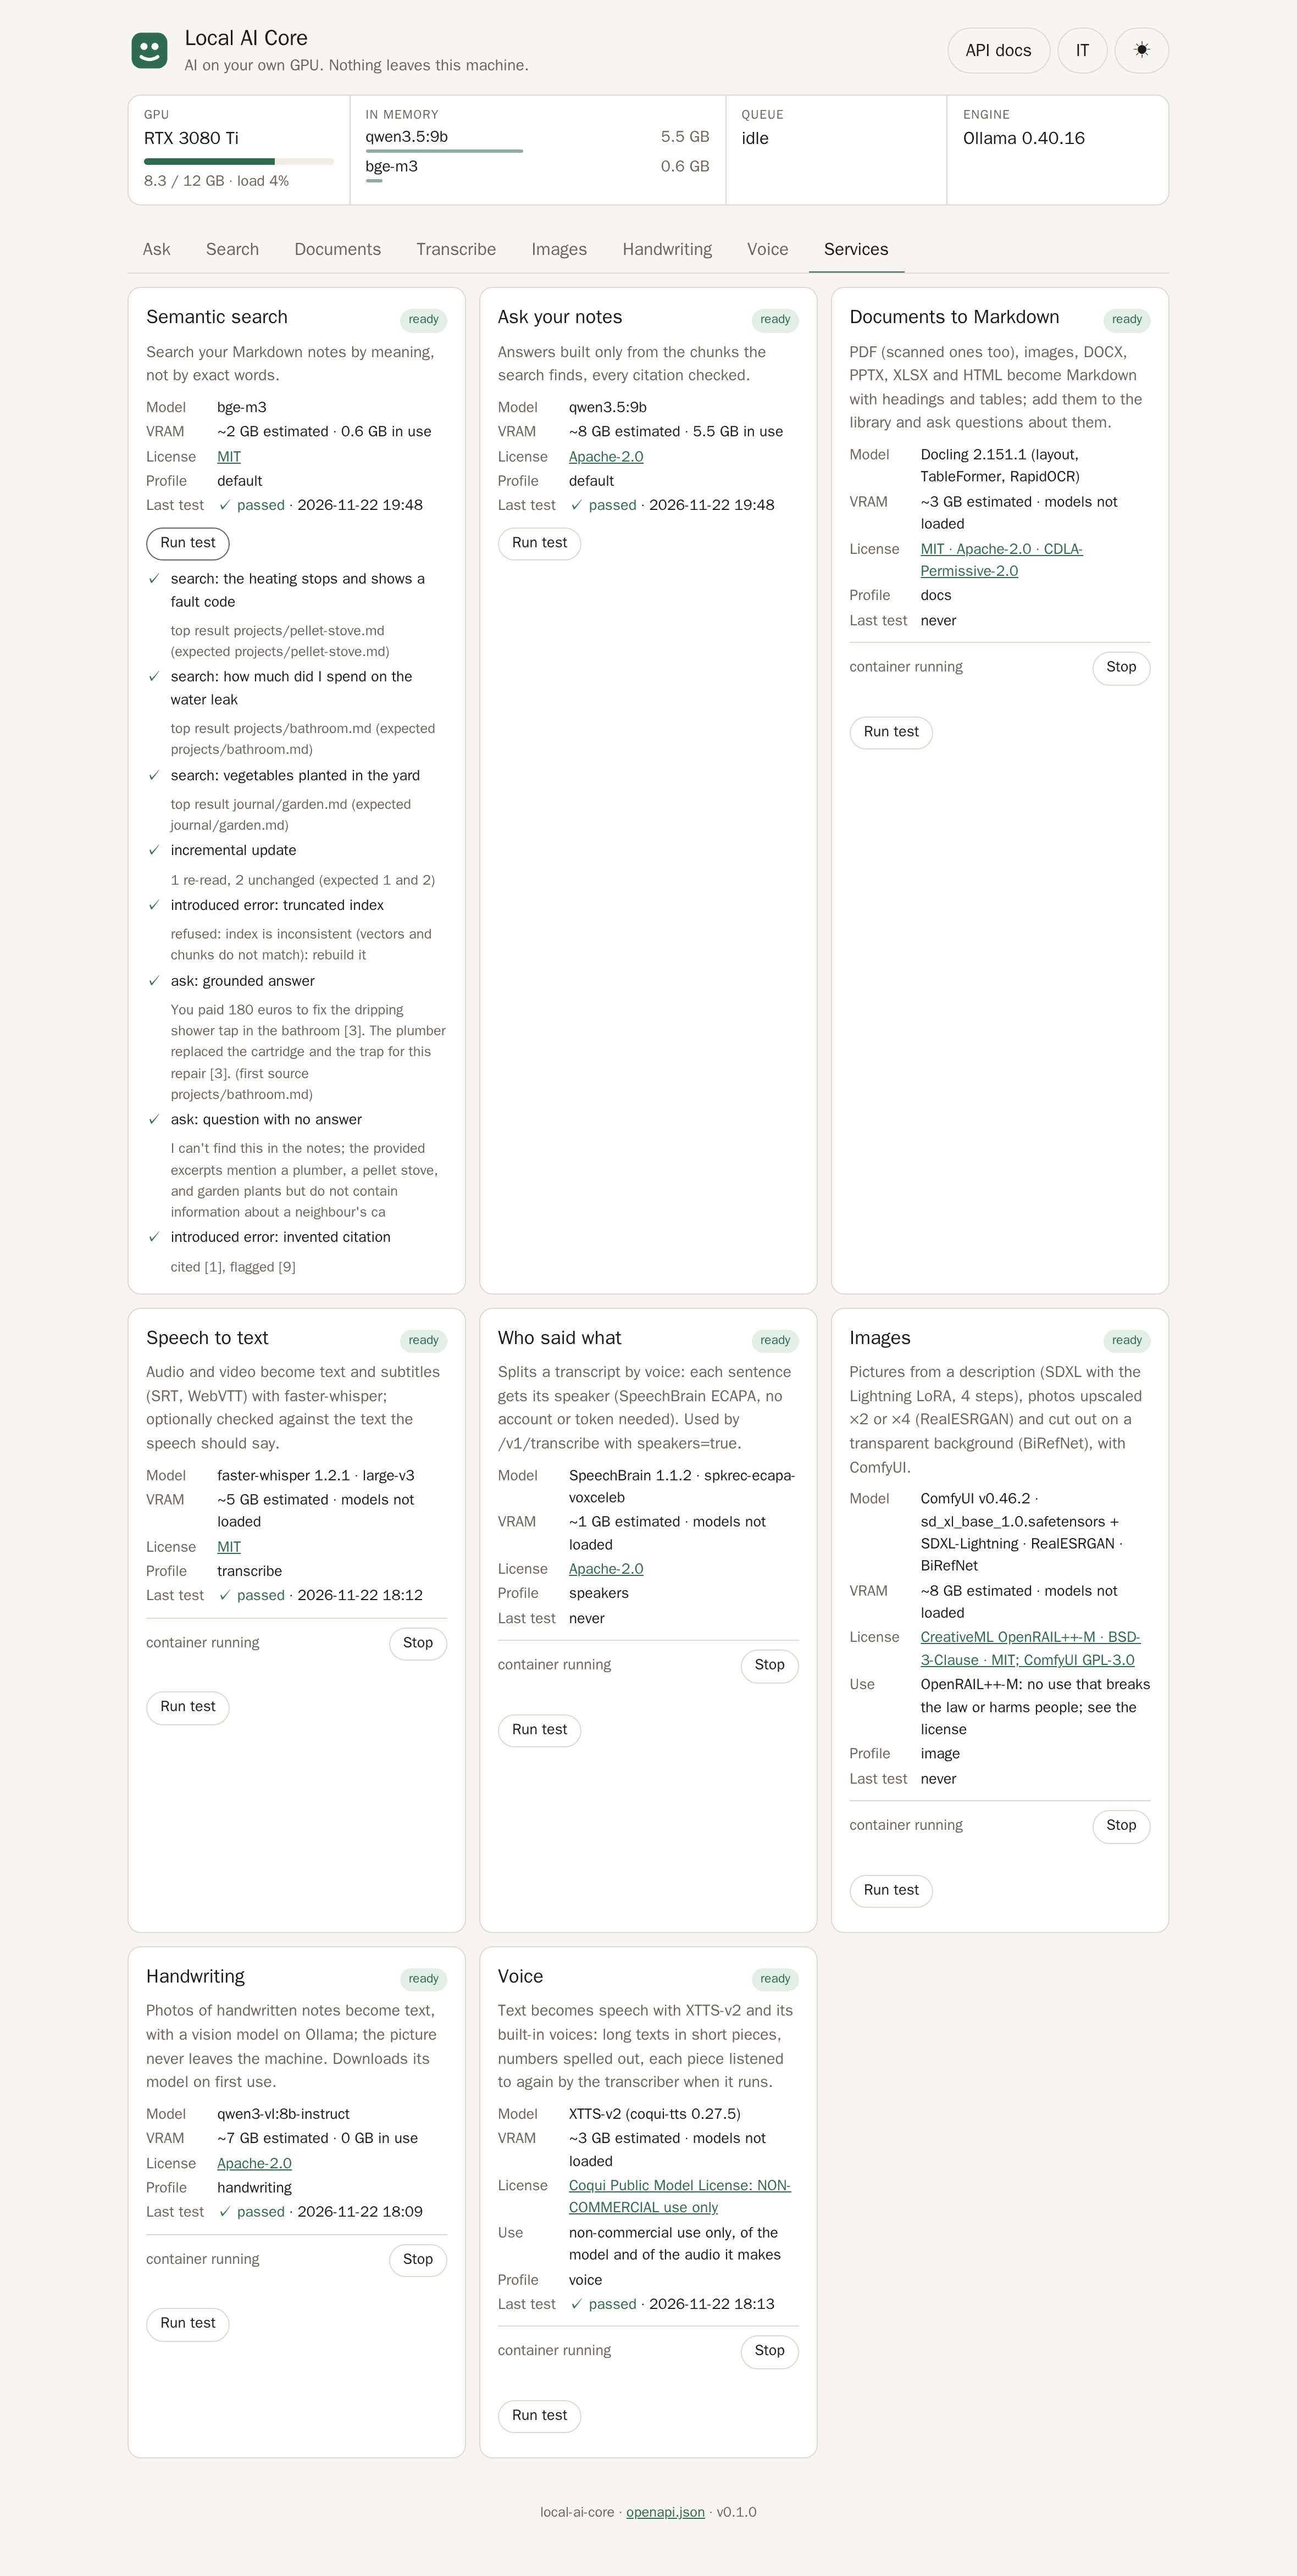 Local AI Core
AI on your own GPU. Nothing leaves this machine.
API docs
IT
GPU
RTX 3080 Ti
8.3 / 12 GB · load 4%
IN MEMORY
qwen3.5:9b 5.5 GB
bge-m3 0.6 GB
QUEUE
idle
ENGINE
Ollama 0.40.16
Ask Search Documents Transcribe Images Handwriting Voice Services
Semantic search ready
Search your Markdown notes by meaning,
not by exact words.
Model bge-m3
VRAM ~2 GB estimated · 0.6 GB in use
License MIT
Profile default
Last test ✓ passed · 2026-11-22 19:48
Run test
✓ search: the heating stops and shows a
fault code
top result projects/pellet-stove.md
(expected projects/pellet-stove.md)
✓ search: how much did I spend on the
water leak
top result projects/bathroom.md (expected
projects/bathroom.md)
✓ search: vegetables planted in the yard
top result journal/garden.md (expected
journal/garden.md)
✓ incremental update
1 re-read, 2 unchanged (expected 1 and 2)
✓ introduced error: truncated index
refused: index is inconsistent (vectors and
chunks do not match): rebuild it
✓ ask: grounded answer
You paid 180 euros to fix the dripping
shower tap in the bathroom [3]. The plumber
replaced the cartridge and the trap for this
repair [3]. (first source
projects/bathroom.md)
✓ ask: question with no answer
I can't find this in the notes; the provided
excerpts mention a plumber, a pellet stove,
and garden plants but do not contain
information about a neighbour's ca
✓ introduced error: invented citation
cited [1], flagged [9]
Ask your notes ready
Answers built only from the chunks the
search finds, every citation checked.
Model qwen3.5:9b
VRAM ~8 GB estimated · 5.5 GB in use
License Apache-2.0
Profile default
Last test ✓ passed · 2026-11-22 19:48
Run test
Documents to Markdown ready
PDF (scanned ones too), images, DOCX,
PPTX, XLSX and HTML become Markdown
with headings and tables; add them to the
library and ask questions about them.
Model Docling 2.151.1 (layout,
TableFormer, RapidOCR)
VRAM ~3 GB estimated · models not
loaded
License MIT · Apache-2.0 · CDLA-
Permissive-2.0
Profile docs
Last test never
container running Stop
Run test
Speech to text ready
Audio and video become text and subtitles
(SRT, WebVTT) with faster-whisper;
optionally checked against the text the
speech should say.
Model faster-whisper 1.2.1 · large-v3
VRAM ~5 GB estimated · models not
loaded
License MIT
Profile transcribe
Last test ✓ passed · 2026-11-22 18:12
container running Stop
Run test
Who said what ready
Splits a transcript by voice: each sentence
gets its speaker (SpeechBrain ECAPA, no
account or token needed). Used by
/v1/transcribe with speakers=true.
Model SpeechBrain 1.1.2 · spkrec-ecapa-
voxceleb
VRAM ~1 GB estimated · models not
loaded
License Apache-2.0
Profile speakers
Last test never
container running Stop
Run test
Images ready
Pictures from a description (SDXL with the
Lightning LoRA, 4 steps), photos upscaled
×2 or ×4 (RealESRGAN) and cut out on a
transparent background (BiRefNet), with
ComfyUI.
Model ComfyUI v0.46.2 ·
sd_xl_base_1.0.safetensors +
SDXL-Lightning · RealESRGAN ·
BiRefNet
VRAM ~8 GB estimated · models not
loaded
License CreativeML OpenRAIL++-M · BSD-
3-Clause · MIT; ComfyUI GPL-3.0
Use OpenRAIL++-M: no use that breaks
the law or harms people; see the
license
Profile image
Last test never
container running Stop
Run test
Handwriting ready
Photos of handwritten notes become text,
with a vision model on Ollama; the picture
never leaves the machine. Downloads its
model on first use.
Model qwen3-vl:8b-instruct
VRAM ~7 GB estimated · 0 GB in use
License Apache-2.0
Profile handwriting
Last test ✓ passed · 2026-11-22 18:09
container running Stop
Run test
Voice ready
Text becomes speech with XTTS-v2 and its
built-in voices: long texts in short pieces,
numbers spelled out, each piece listened
to again by the transcriber when it runs.
Model XTTS-v2 (coqui-tts 0.27.5)
VRAM ~3 GB estimated · models not
loaded
License Coqui Public Model License: NON-
COMMERCIAL use only
Use non-commercial use only, of the
model and of the audio it makes
Profile voice
Last test ✓ passed · 2026-11-22 18:13
container running Stop
Run test
local-ai-core · openapi.json · v0.1.0